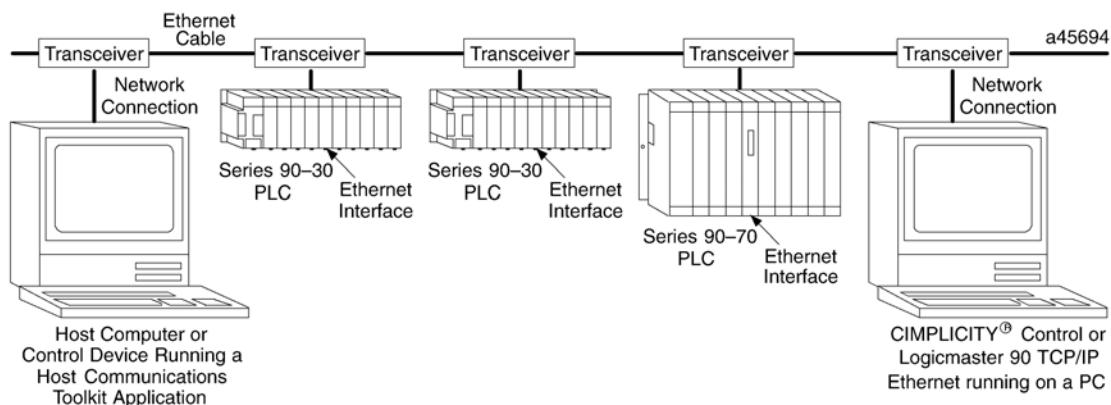 Ethernet
Cable
a45694
Transceiver
Transceiver
Transceiver
Transceiver
Transceiver
Network
Connection
Network
Connection
Series 90–30
PLC
Ethernet
Interface
Series 90–30
PLC
Ethernet
Interface
Series 90–70
PLC
Ethernet
Interface
Host Computer or
Control Device Running a
Host Communications
Toolkit Application
CIMPLICITY® Control or
Logicmaster 90 TCP/IP
Ethernet running on a PC